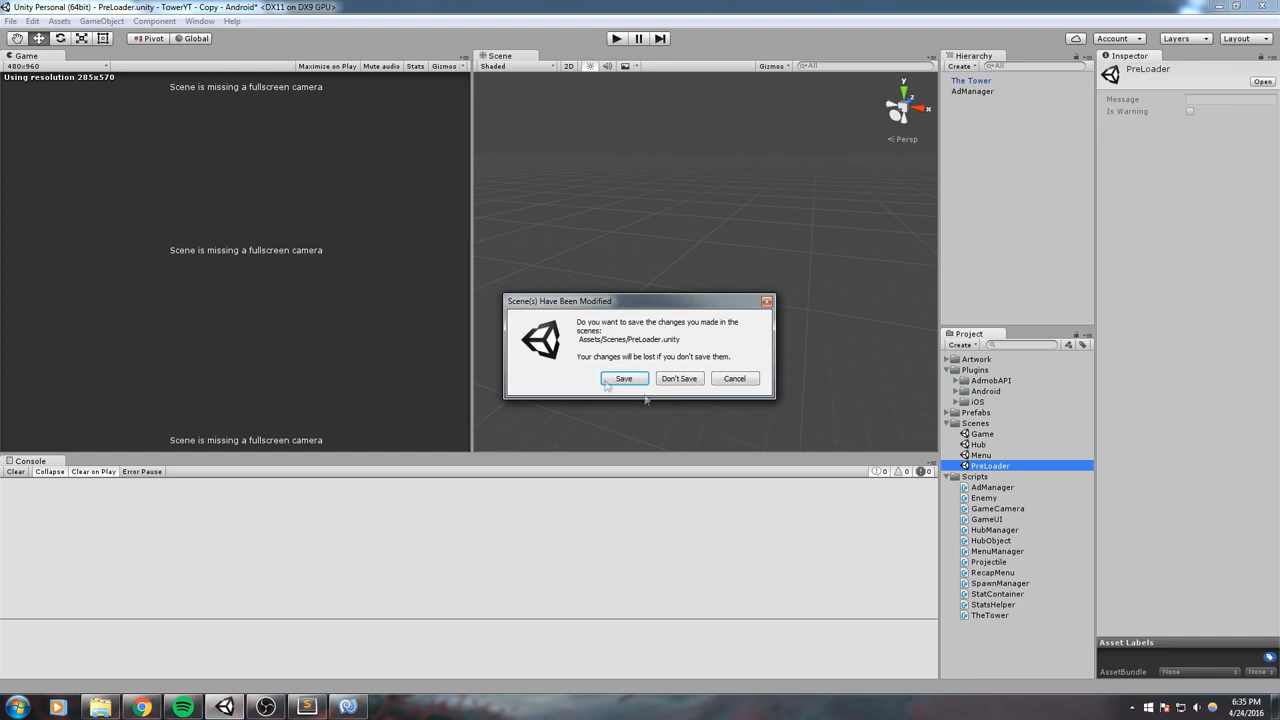 Unity Personal (64bit) - PreLoader.unity - TowerYT - Copy - Android* <DX11 on DX9 GPU>
File Edit Assets GameObject Component Window Help
Pivot Global Account Layers Layout
Game Scene Hierarchy Inspector
480x960 Maximize on Play Mute audio Stats Gizmos Shaded 2D Gizmos All Create All
Using resolution 285x570
Scene is missing a fullscreen camera
PreLoader
Open
The Tower
AdManager
Message
Is Warning
y
z
x
Persp
Scene is missing a fullscreen camera
Scene(s) Have Been Modified
Do you want to save the changes you made in the
scenes:
Assets/Scenes/PreLoader.unity
Your changes will be lost if you don't save them.
Save Don't Save Cancel
Scene is missing a fullscreen camera
Project
Create
Artwork
Plugins
AdmobAPI
Android
iOS
Prefabs
Scenes
Game
Hub
Menu
PreLoader
Scripts
AdManager
Enemy
GameCamera
GameUI
HubManager
HubObject
MenuManager
Projectile
RecapMenu
SpawnManager
StatContainer
StatsHelper
TheTower
Console
Clear Collapse Clear on Play Error Pause 0 0 0
Asset Labels
AssetBundle None None
6:35 PM
4/24/2016